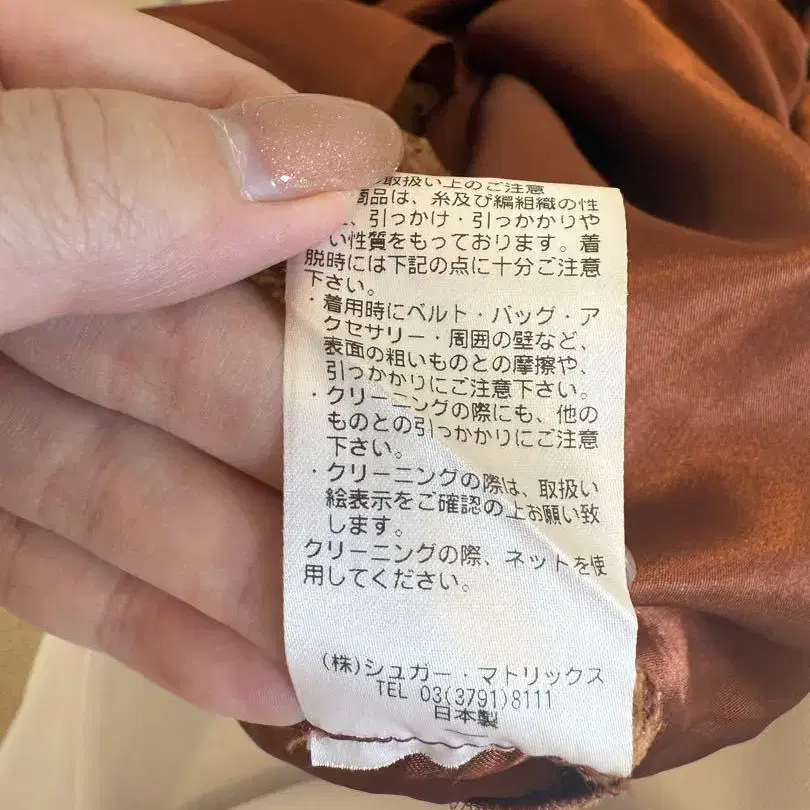 取扱い上のご注意
商品は、糸及び編組織の性
、引っかけ・引っかかりや
い性質をもっております。着
脱時には下記の点に十分ご注意
下さい。
・着用時にベルト・バッグ・ア
クセサリー・周囲の壁など、
表面の粗いものとの摩擦や、
引っかかりにご注意下さい。
・クリーニングの際にも、他の
ものとの引っかかりにご注意
下さい。
・クリーニングの際は、取扱い
絵表示をご確認の上お願い致
します。
クリーニングの際、ネットを使
用してください。
(株)シュガー・マトリックス
TEL 03(3791)8111
日本製